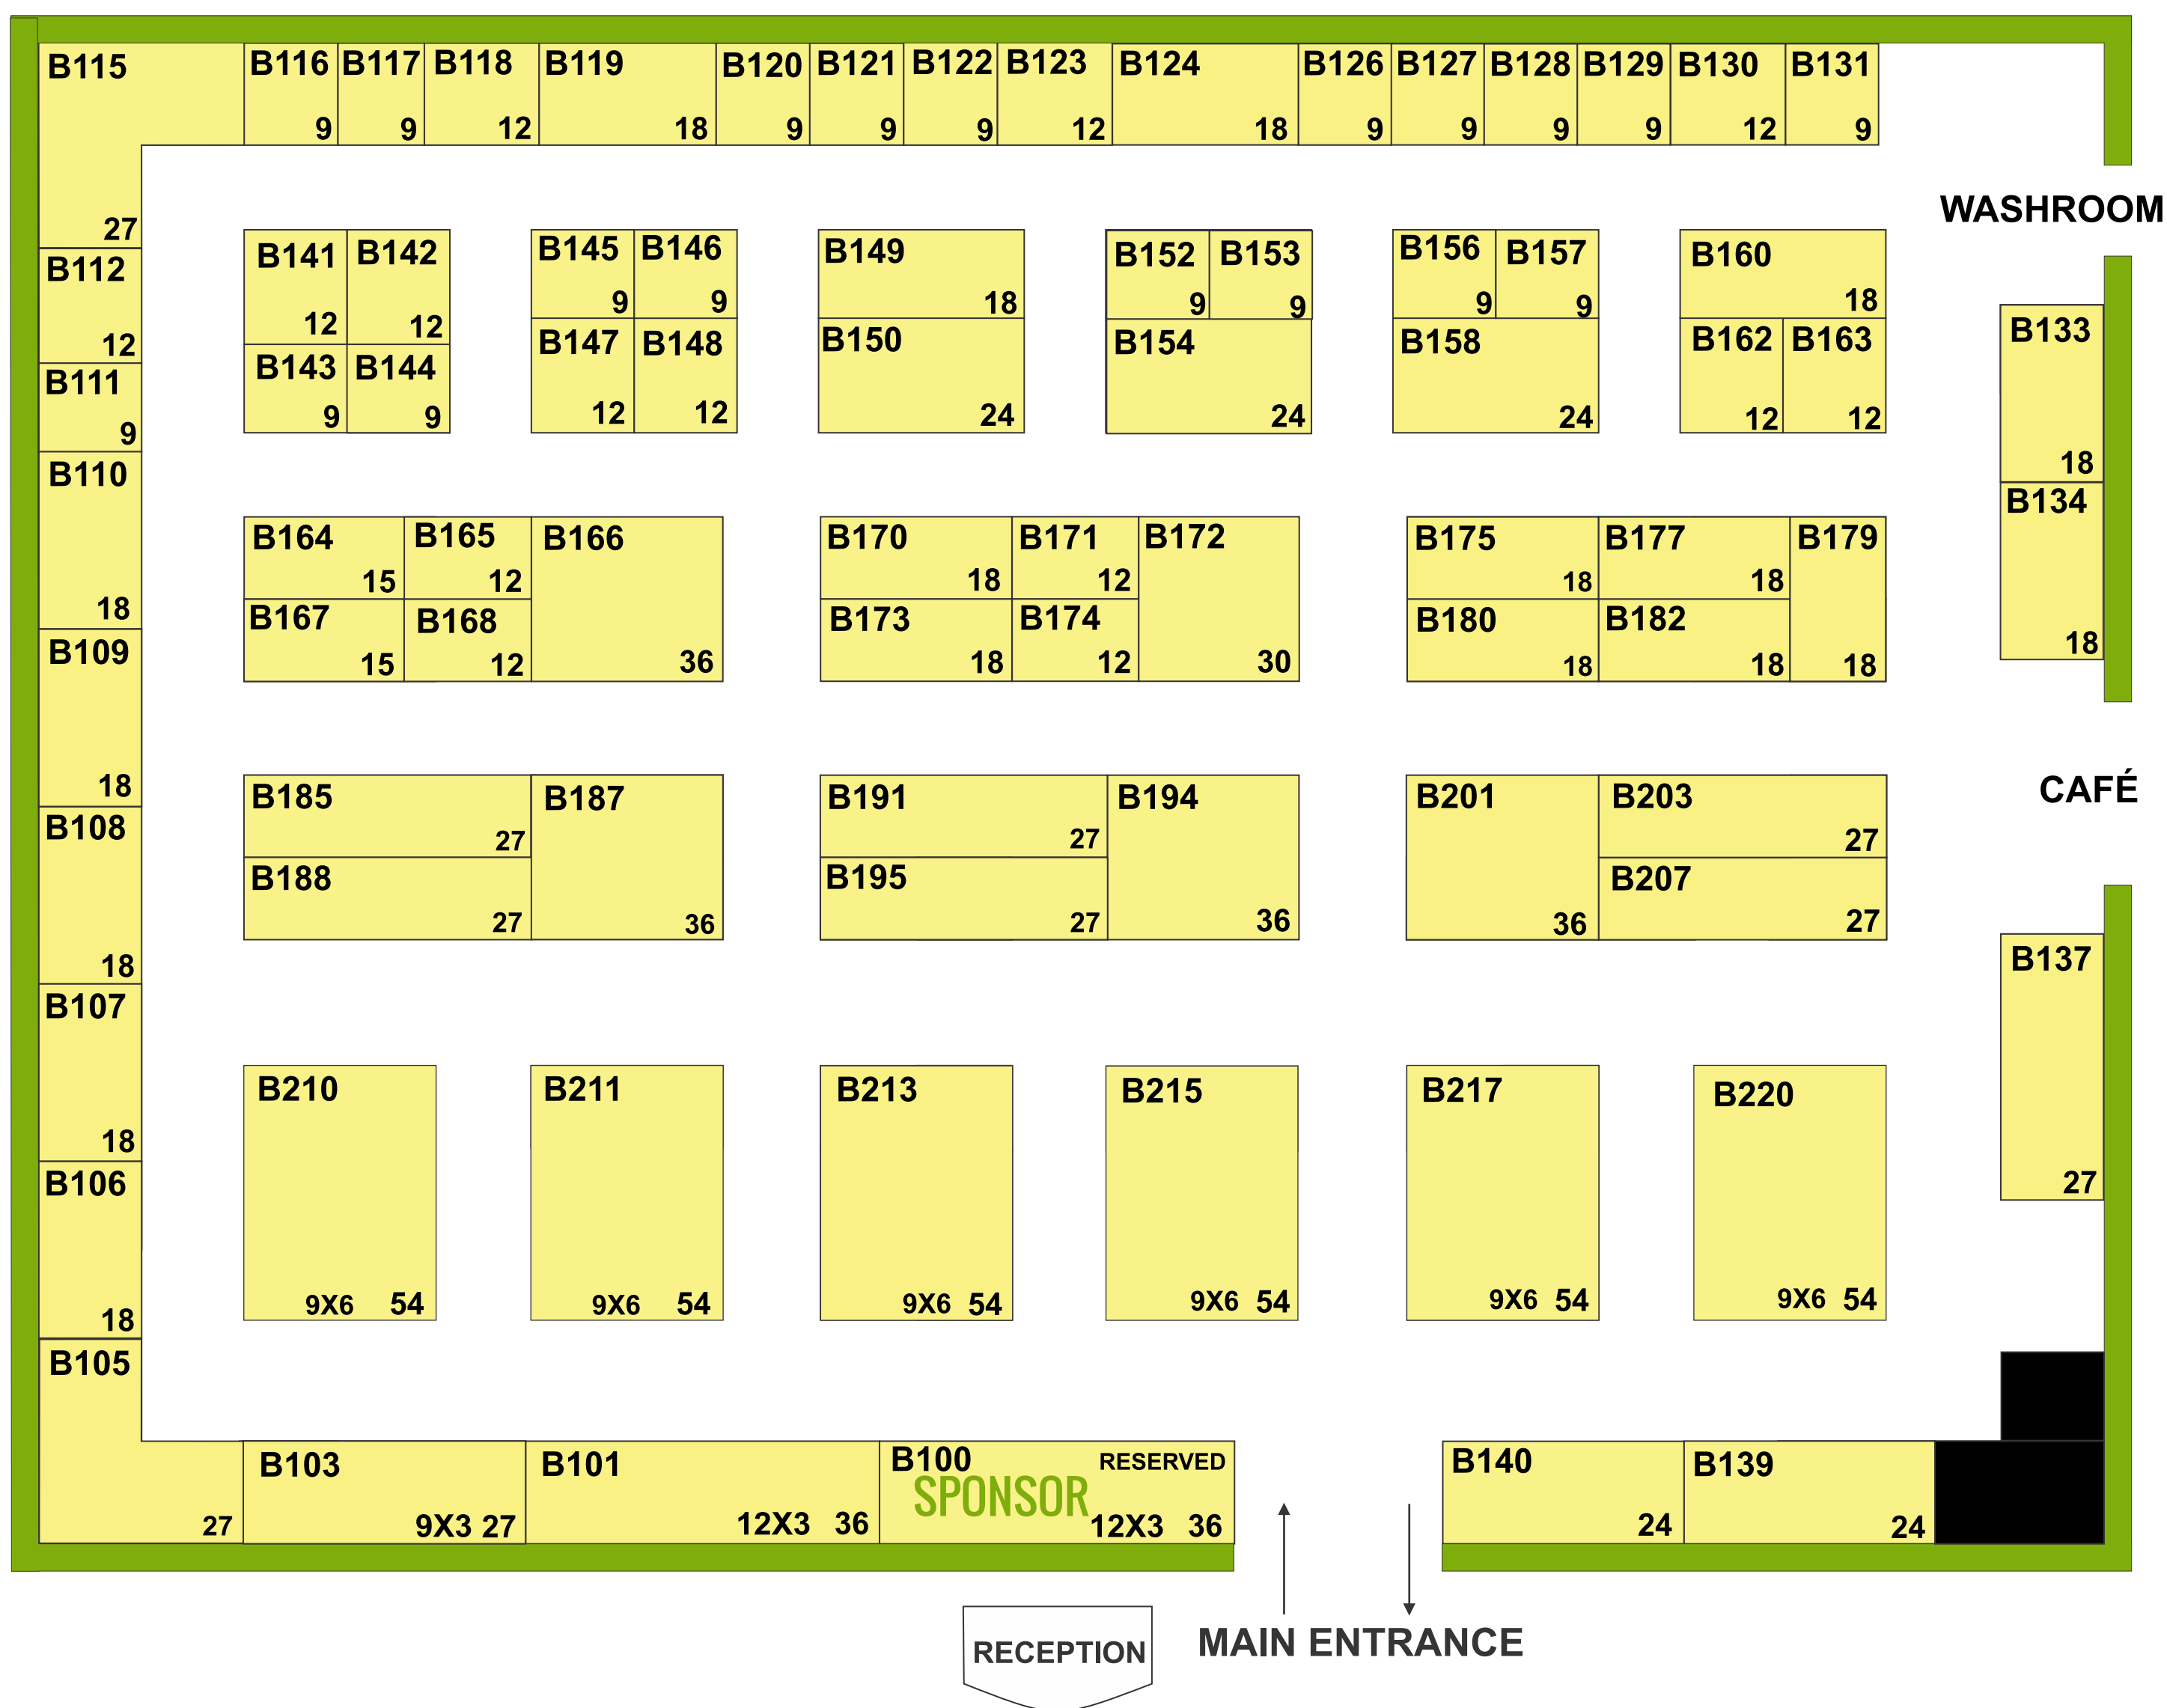 B115
27
B116
9
B117
9
B118
12
B119
18
B120
9
B121
9
B122
9
B123
12
B124
18
B126
9
B127
9
B128
9
B129
9
B130
12
B131
9
WASHROOM
B112
12
B111
9
B110
18
B109
18
B108
18
B107
18
B106
18
B105
27
B141
12
B142
12
B143
9
B144
9
B145
9
B146
9
B147
12
B148
12
B149
18
B150
24
B152
9
B153
9
B154
24
B156
9
B157
9
B158
24
B160
18
B162
12
B163
12
B133
18
B134
18
B164
15
B165
12
B166
36
B167
15
B168
12
B170
18
B171
12
B172
30
B173
18
B174
12
B175
18
B177
18
B179
18
B180
18
B182
18
CAFÉ
B185
27
B187
36
B188
27
B191
27
B194
36
B195
27
B201
36
B203
27
B207
27
B137
27
B210
9X6 54
B211
9X6 54
B213
9X6 54
B215
9X6 54
B217
9X6 54
B220
9X6 54
B103
9X3 27
B101
12X3 36
B100 RESERVED
SPONSOR
12X3 36
B140
24
B139
24
RECEPTION
MAIN ENTRANCE